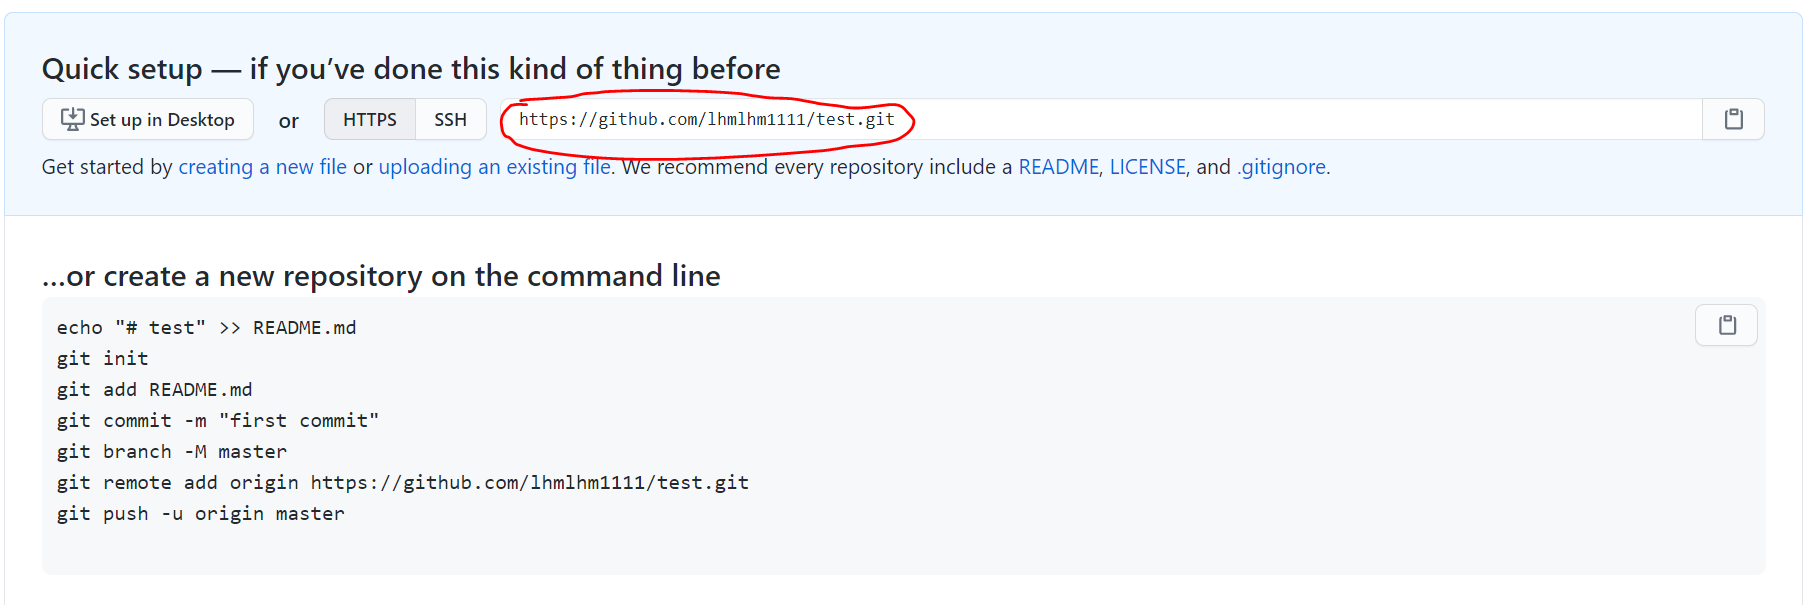 Quick setup — if you’ve done this kind of thing before
Set up in Desktop or HTTPS SSH https://github.com/lhmlhm1111/test.git
Get started by creating a new file or uploading an existing file. We recommend every repository include a README, LICENSE, and .gitignore.
…or create a new repository on the command line
echo "# test" >> README.md
git init
git add README.md
git commit -m "first commit"
git branch -M master
git remote add origin https://github.com/lhmlhm1111/test.git
git push -u origin master